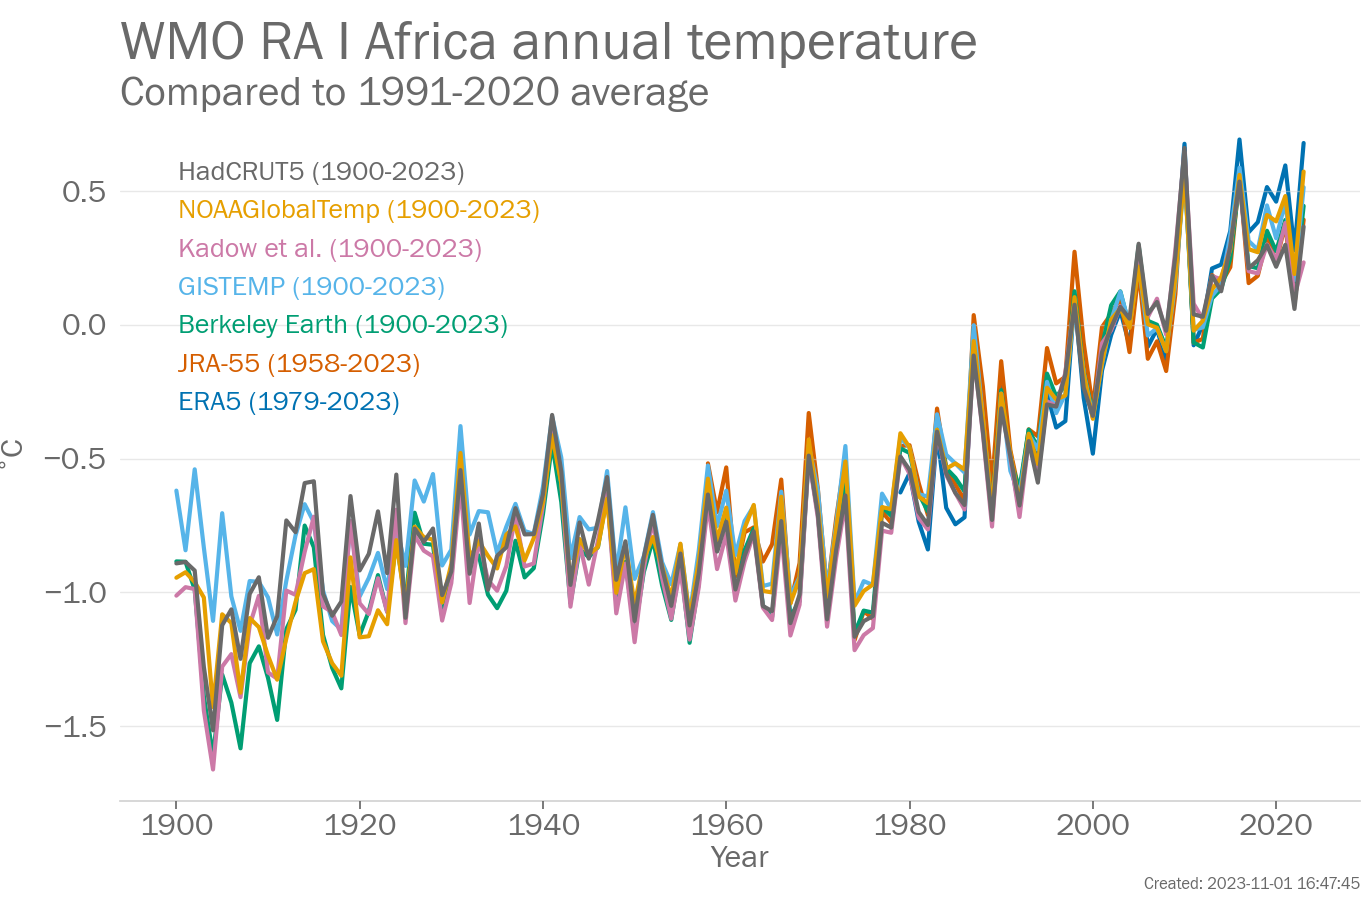 WMO RA I Africa annual temperature
Compared to 1991-2020 average
HadCRUT5 (1900-2023)
NOAAGlobalTemp (1900-2023)
Kadow et al. (1900-2023)
GISTEMP (1900-2023)
Berkeley Earth (1900-2023)
JRA-55 (1958-2023)
ERA5 (1979-2023)
0.5
0.0
−0.5
−1.0
−1.5
°C
1900 1920 1940 1960 1980 2000 2020
Year
Created: 2023-11-01 16:47:45